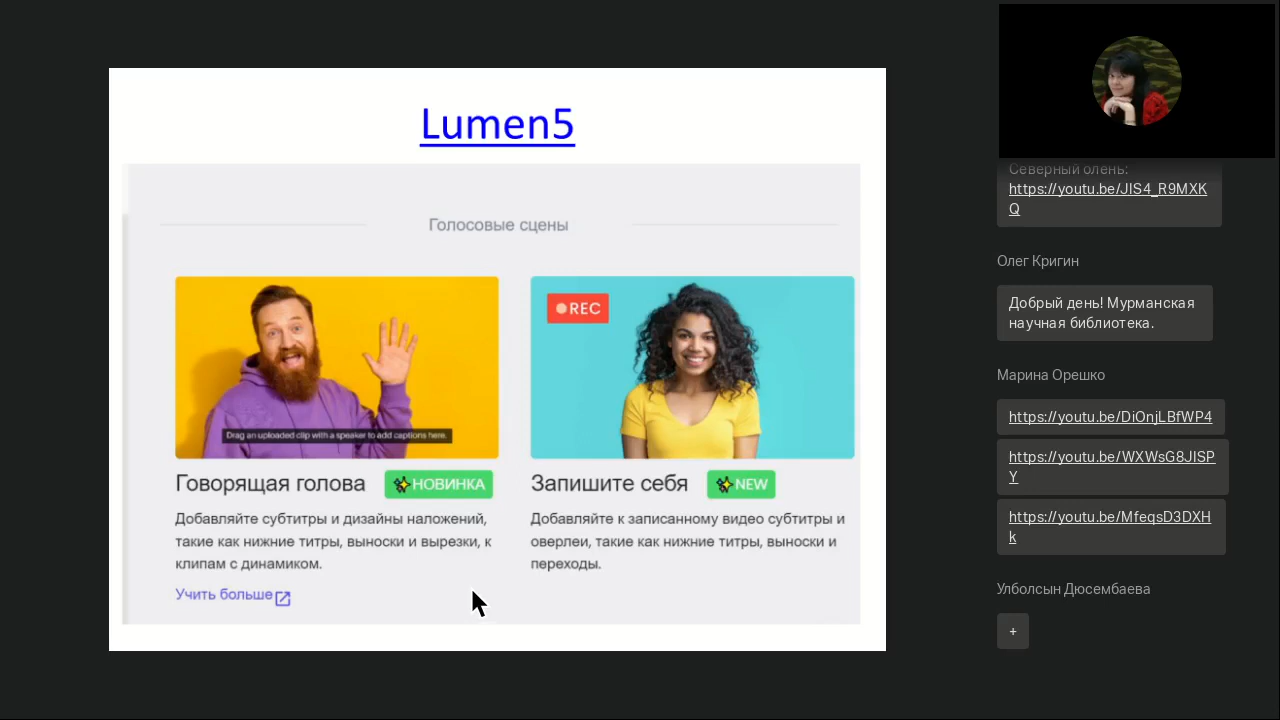 Lumen5
Голосовые сцены
REC
Drag an uploaded clip with a speaker to add captions here.
Говорящая голова
НОВИНКА
Добавляйте субтитры и дизайны наложений,
такие как нижние титры, выноски и вырезки, к
клипам с динамиком.
Учить больше
Запишите себя
NEW
Добавляйте к записанному видео субтитры и
оверлеи, такие как нижние титры, выноски и
переходы.
Северный олень:
https://youtu.be/JIS4_R9MXK
Q
Олег Кригин
Добрый день! Мурманская
научная библиотека.
Марина Орешко
https://youtu.be/DiOnjLBfWP4
https://youtu.be/WXWsG8JISP
Y
https://youtu.be/MfeqsD3DXH
k
Улболсын Дюсембаева
+